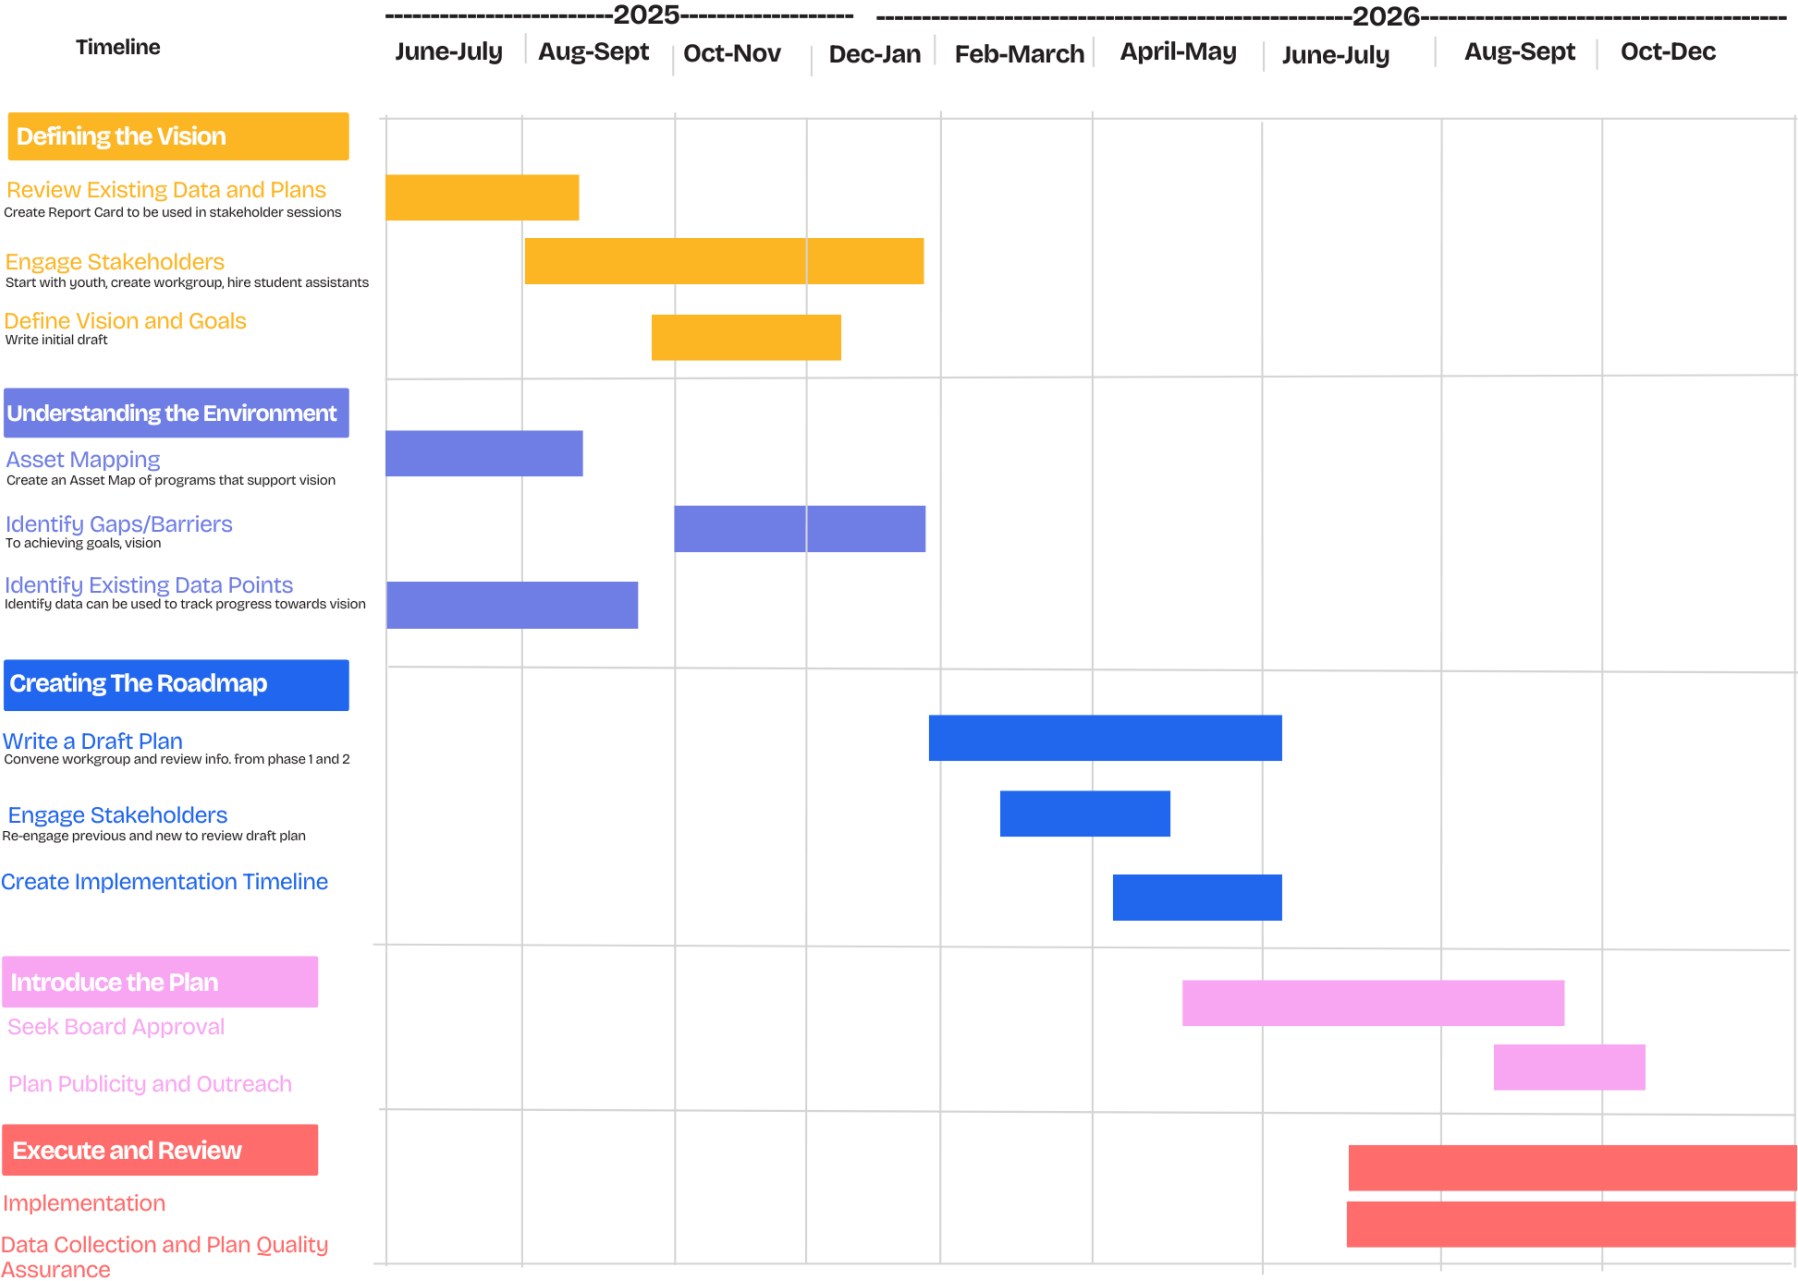 -------------------------2025-------------------
----------------------------------------------------2026----------------------------------------
Timeline
June-July
Aug-Sept
Oct-Nov
Dec-Jan
Feb-March
April-May
June-July
Aug-Sept
Oct-Dec
Defining the Vision
Review Existing Data and Plans
Create Report Card to be used in stakeholder sessions
Engage Stakeholders
Start with youth, create workgroup, hire student assistants
Define Vision and Goals
Write initial draft
Understanding the Environment
Asset Mapping
Create an Asset Map of programs that support vision
Identify Gaps/Barriers
To achieving goals, vision
Identify Existing Data Points
Identify data can be used to track progress towards vision
Creating The Roadmap
Write a Draft Plan
Convene workgroup and review info. from phase 1 and 2
Engage Stakeholders
Re-engage previous and new to review draft plan
Create Implementation Timeline
Introduce the Plan
Seek Board Approval
Plan Publicity and Outreach
Execute and Review
Implementation
Data Collection and Plan Quality
Assurance